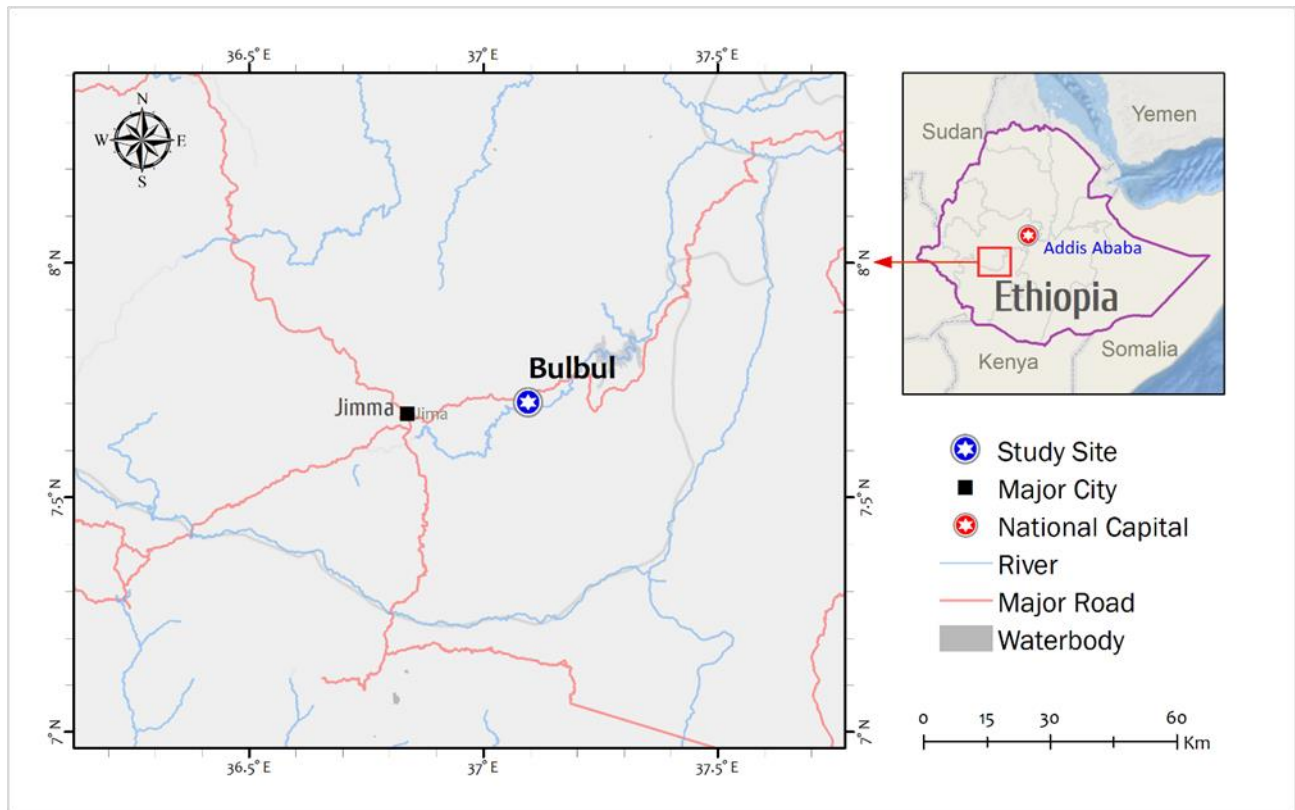 36.5° E
37° E
37.5° E
N
W E
S
8° N
8° N
Bulbul
Jimma
Jima
7.5° N
7.5° N
7° N
7° N
36.5° E
37° E
37.5° E
Sudan
Yemen
Addis Ababa
Ethiopia
Kenya
Somalia
Study Site
Major City
National Capital
River
Major Road
Waterbody
0 15 30 60
Km